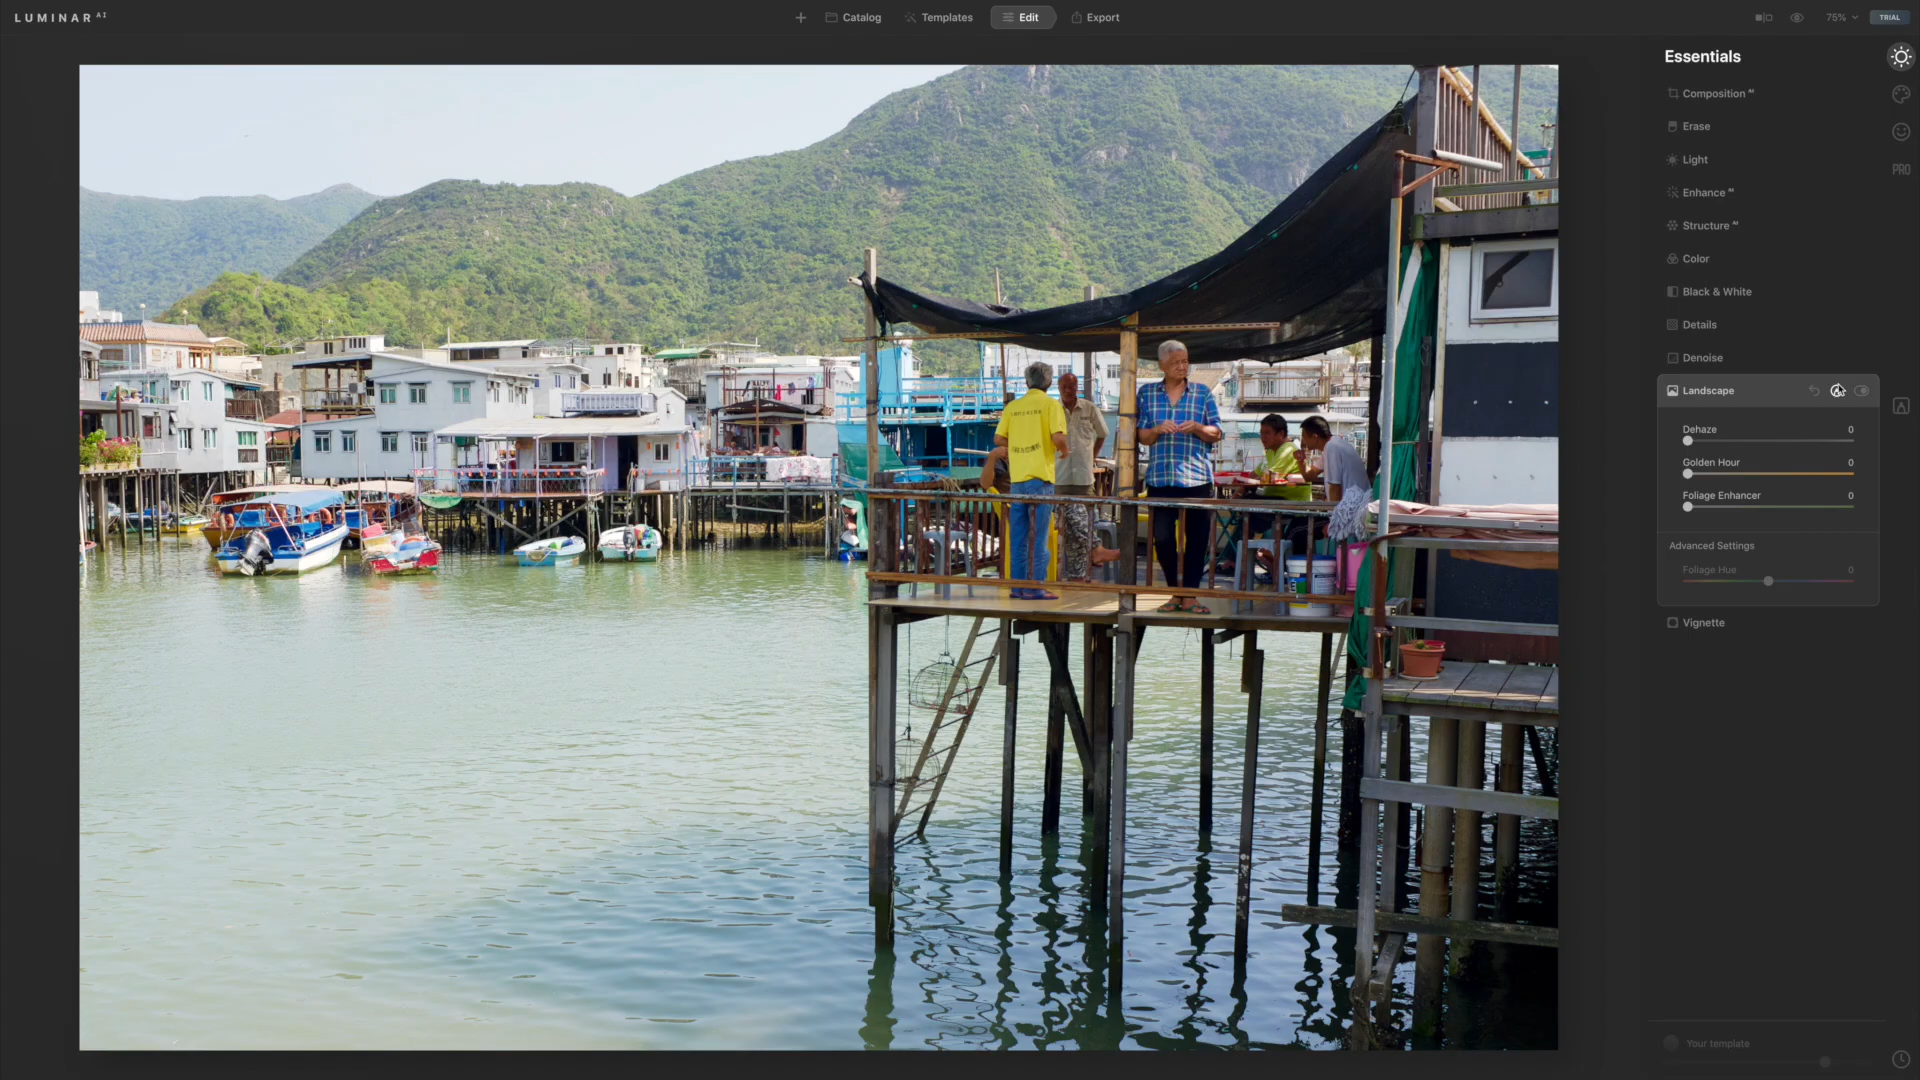 LUMINAR AI
Catalog
Templates
Edit
Export
75%
TRIAL
Essentials
Composition AI
Erase
Light
Enhance AI
Structure AI
Color
Black & White
Details
Denoise
Landscape
Dehaze 0
Golden Hour 0
Foliage Enhancer 0
Advanced Settings
Foliage Hue 0
Vignette
PRO
Your template